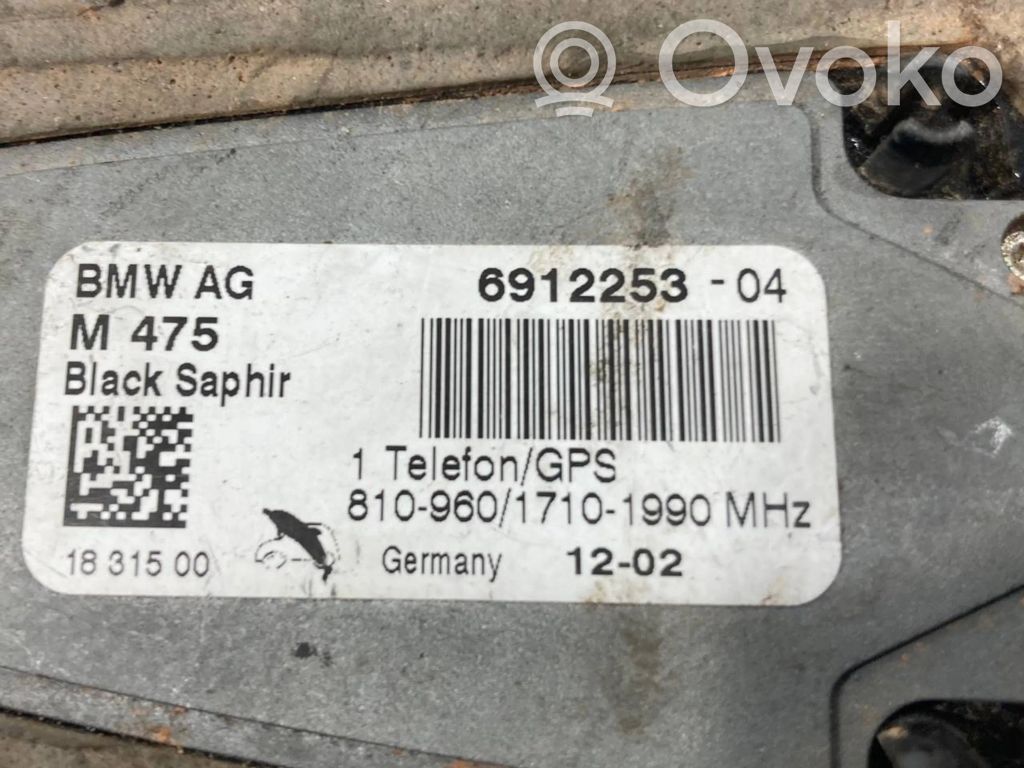 Ovoko
BMW AG
6912253 - 04
M 475
Black Saphir
1 Telefon/GPS
810-960/1710-1990 MHz
18 315 00
Germany 12-02